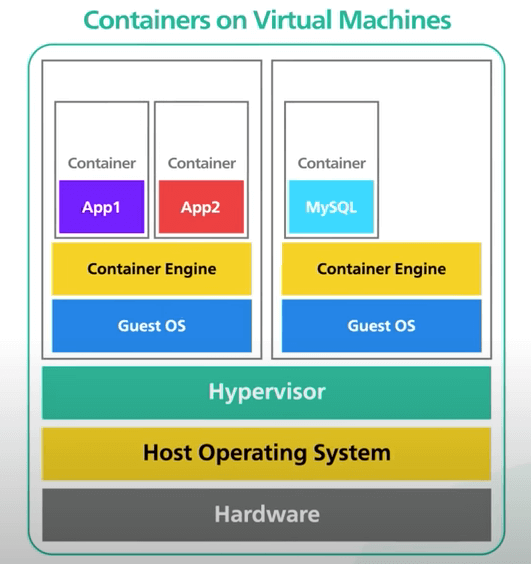 Containers on Virtual Machines
Container
App1
Container
App2
Container Engine
Guest OS
Container
MySQL
Container Engine
Guest OS
Hypervisor
Host Operating System
Hardware